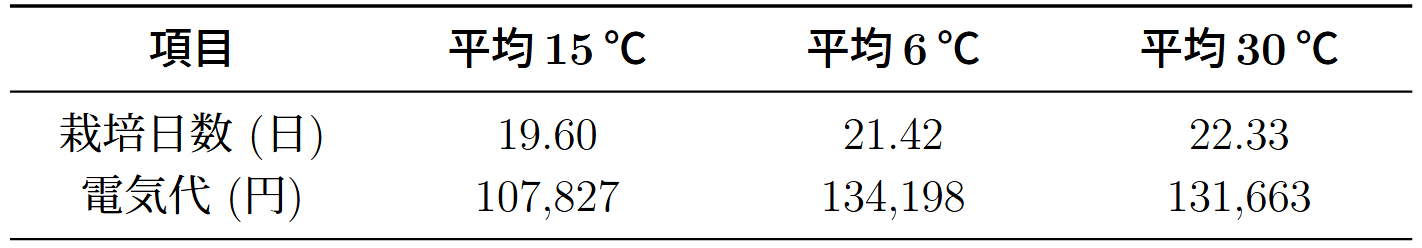 項目 平均 15 ℃ 平均 6 ℃ 平均 30 ℃
栽培日数 (日) 19.60 21.42 22.33
電気代 (円) 107,827 134,198 131,663